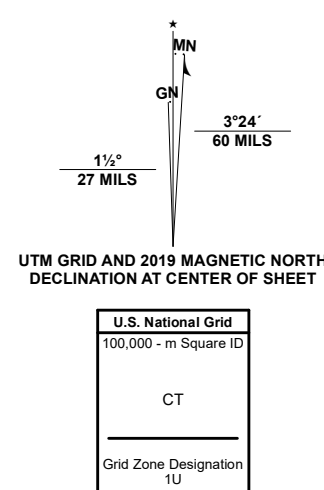 MN
GN
3°24´
60 MILS
1½°
27 MILS
UTM GRID AND 2019 MAGNETIC NORTH
DECLINATION AT CENTER OF SHEET
U.S. National Grid
100,000 - m Square ID
CT
Grid Zone Designation
1U